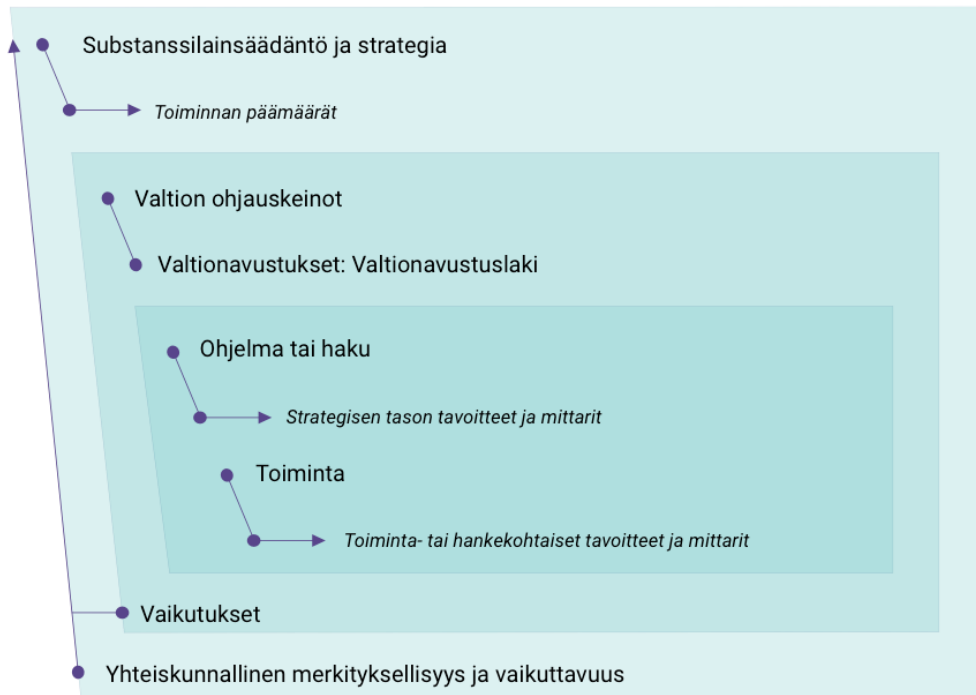 Substanssilainsäädäntö ja strategia
Toiminnan päämäärät
Valtion ohjauskeinot
Valtionavustukset: Valtionavustuslaki
Ohjelma tai haku
Strategisen tason tavoitteet ja mittarit
Toiminta
Toiminta- tai hankekohtaiset tavoitteet ja mittarit
Vaikutukset
Yhteiskunnallinen merkityksellisyys ja vaikuttavuus